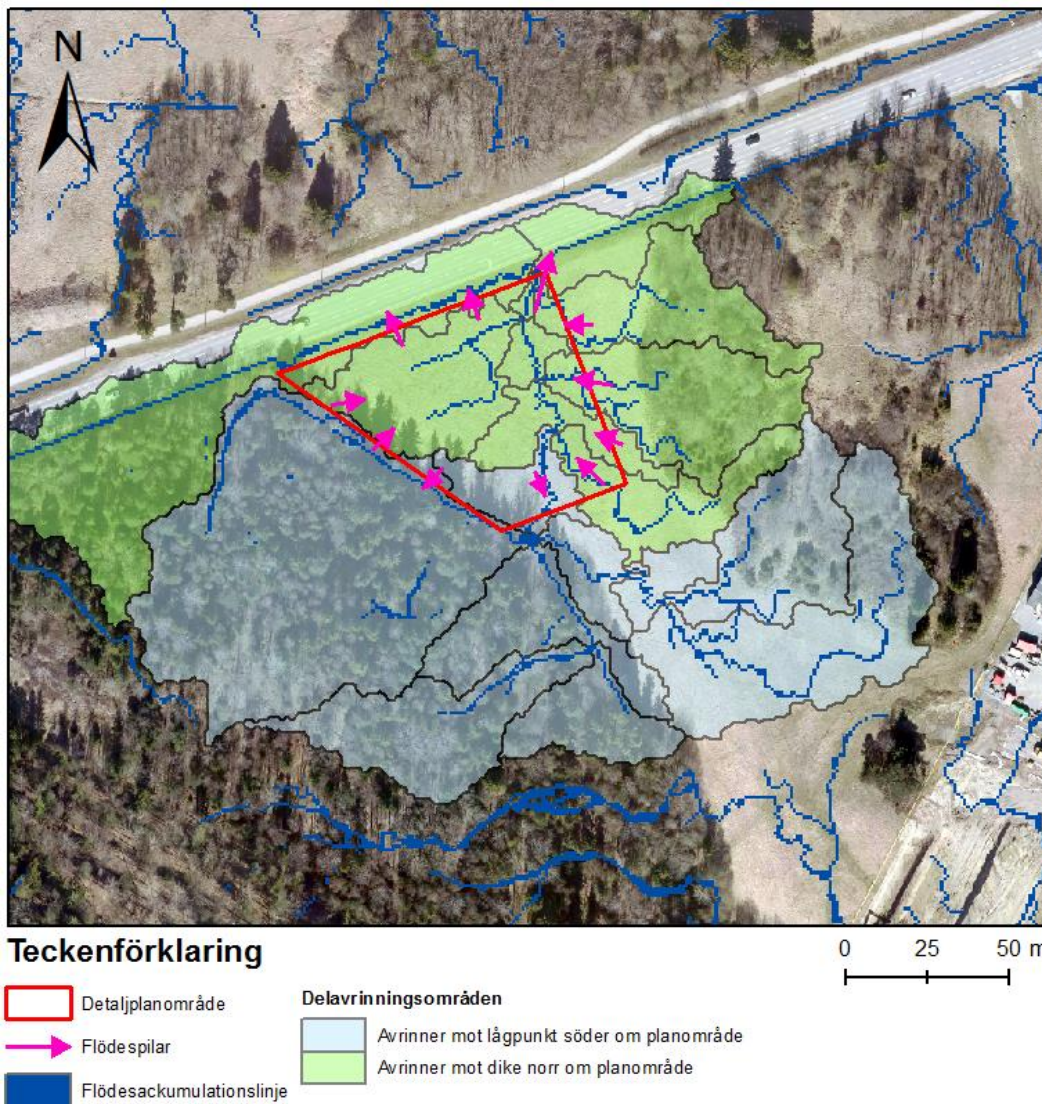 N
Teckenförklaring
0 25 50 m
Detaljplanområde
Flödespilar
Flödesackumulationslinje
Delavrinningsområden
Avrinner mot lågpunkt söder om planområde
Avrinner mot dike norr om planområde